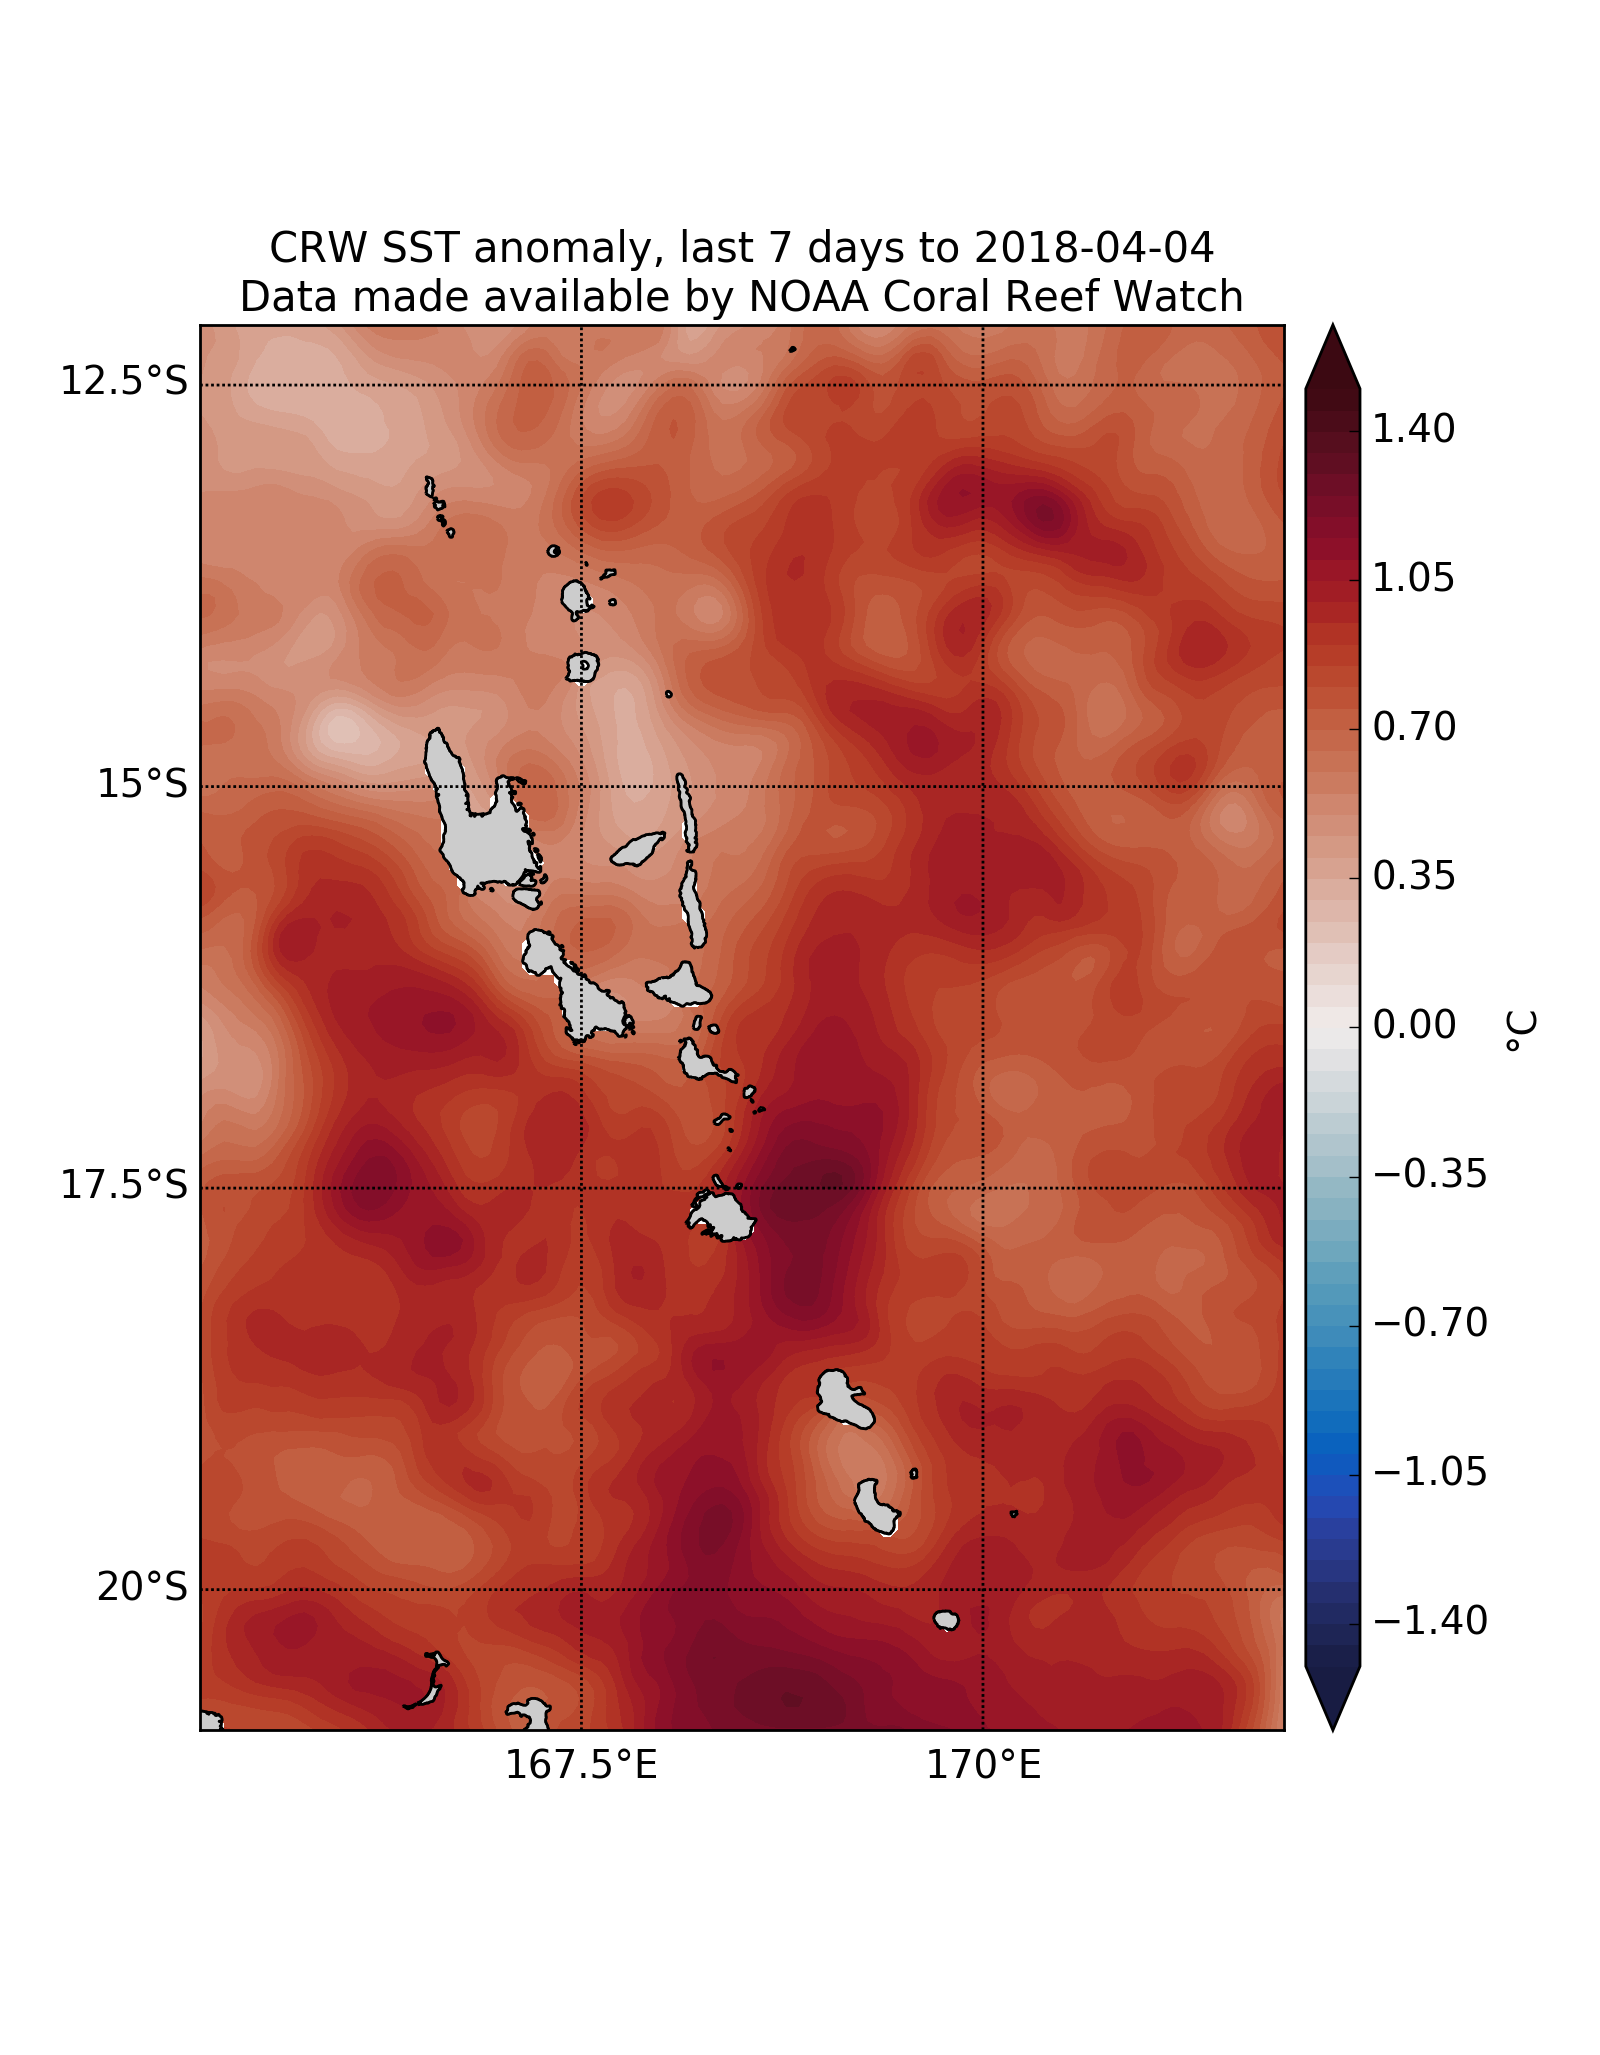 CRW SST anomaly, last 7 days to 2018-04-04
Data made available by NOAA Coral Reef Watch
12.5°S
15°S
17.5°S
20°S
167.5°E
170°E
1.40
1.05
0.70
0.35
0.00
−0.35
−0.70
−1.05
−1.40
°C